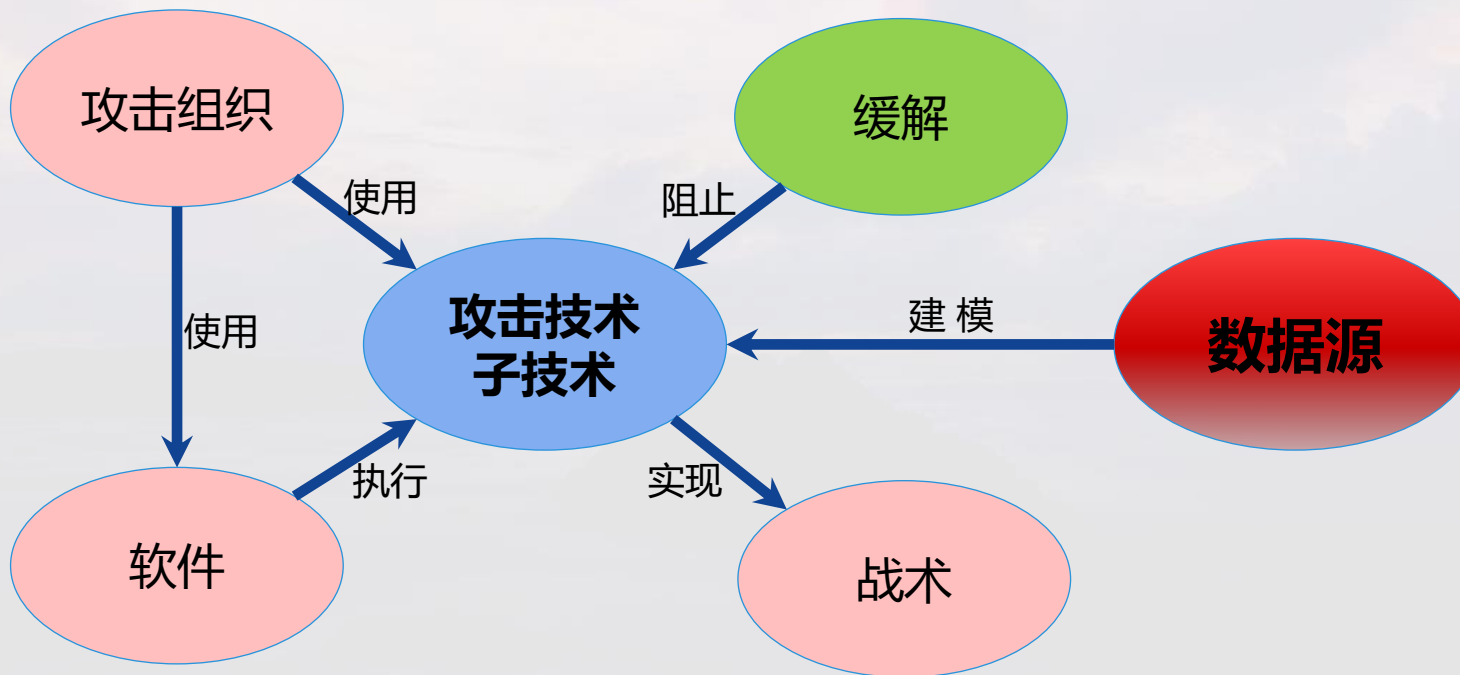 攻击组织
缓解
使用
阻止
攻击技术
子技术
建 模
数据源
使用
执行
实现
软件
战术